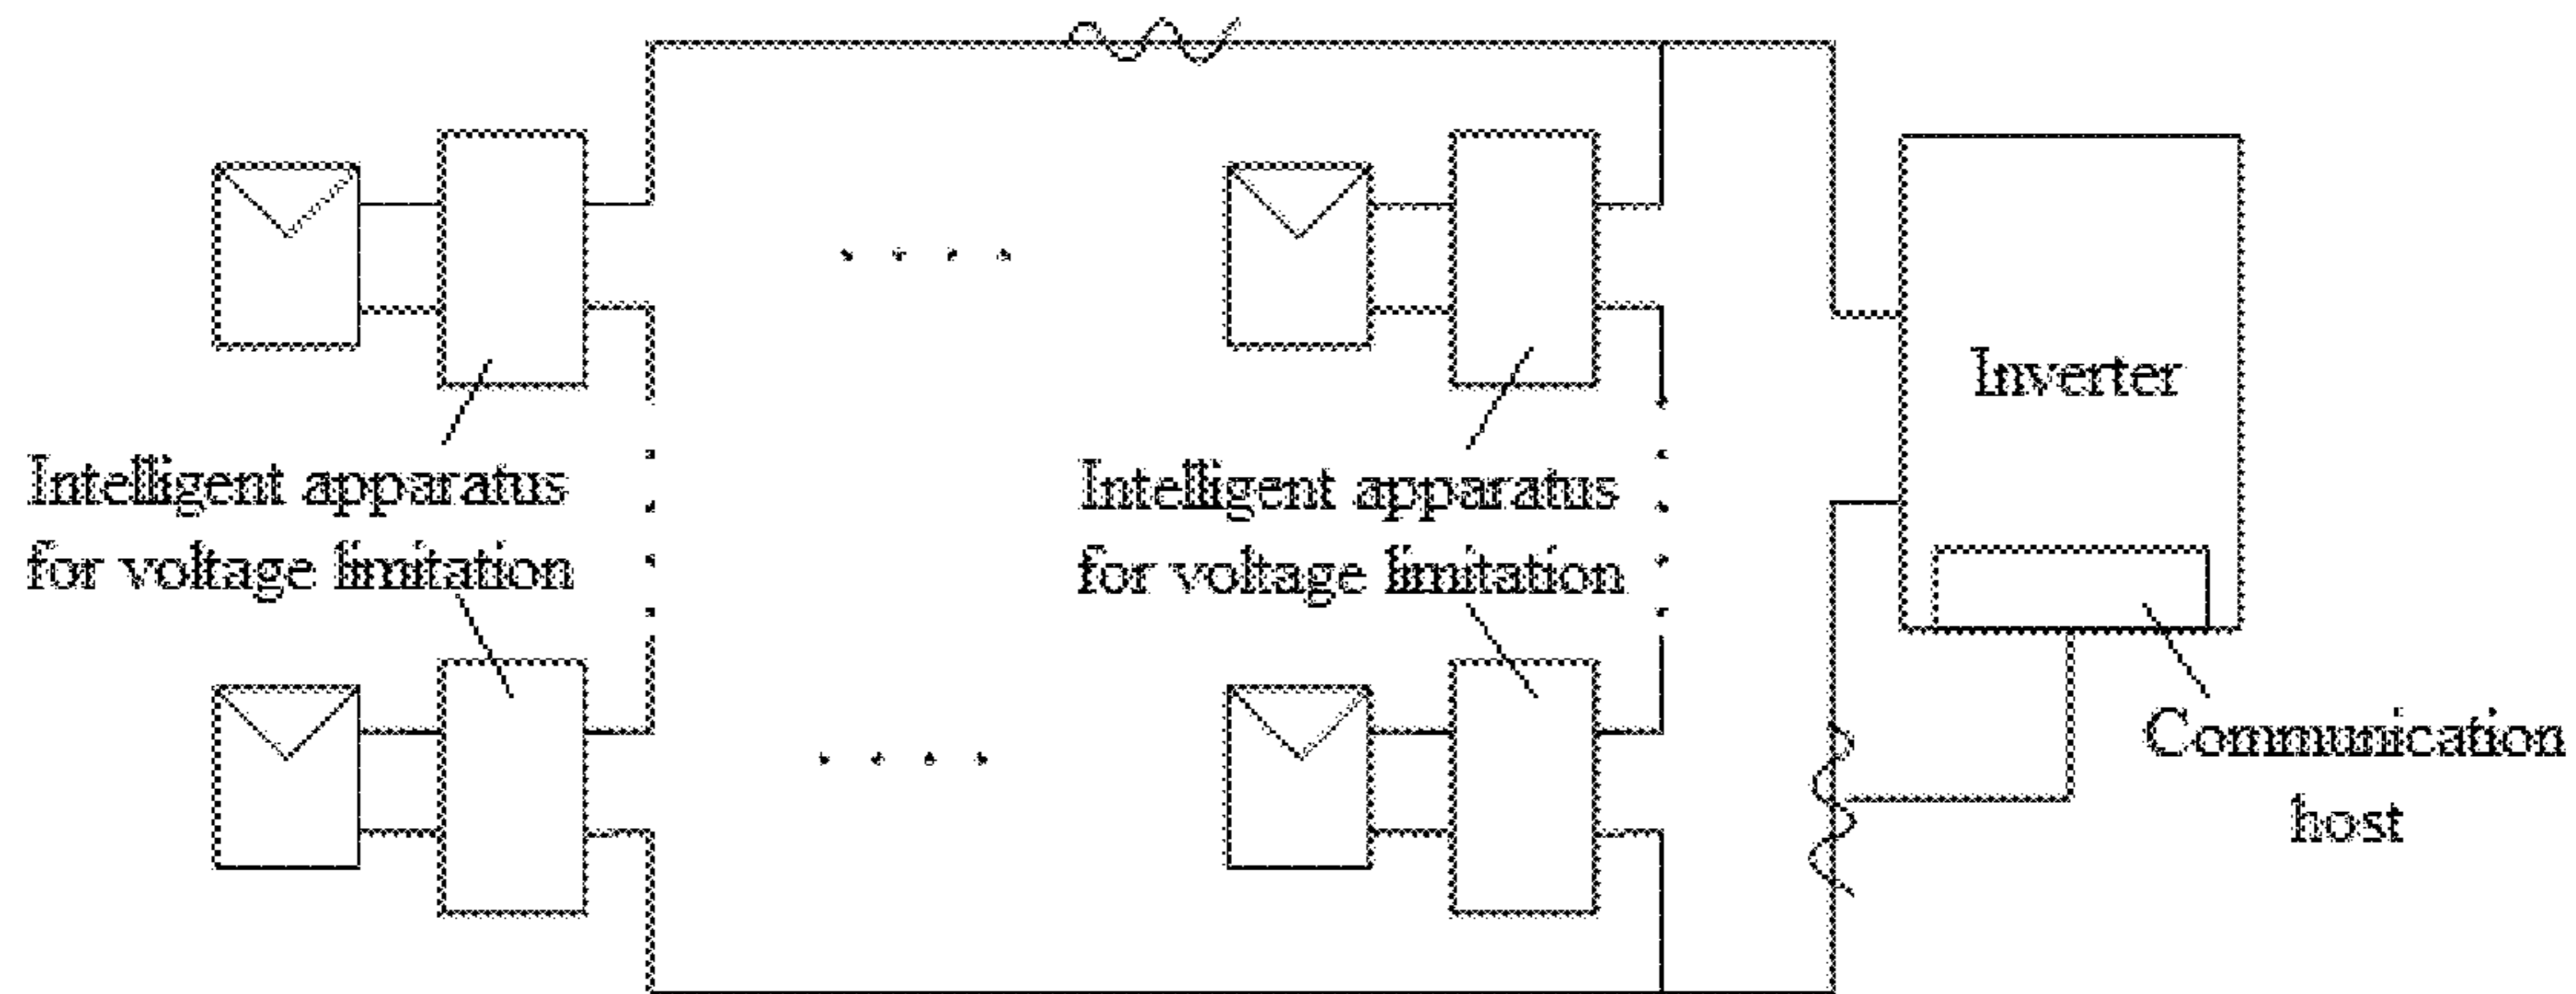 Inverter
Intelligent apparatus
for voltage limitation
Intelligent apparatus
for voltage limitation
Communication
host